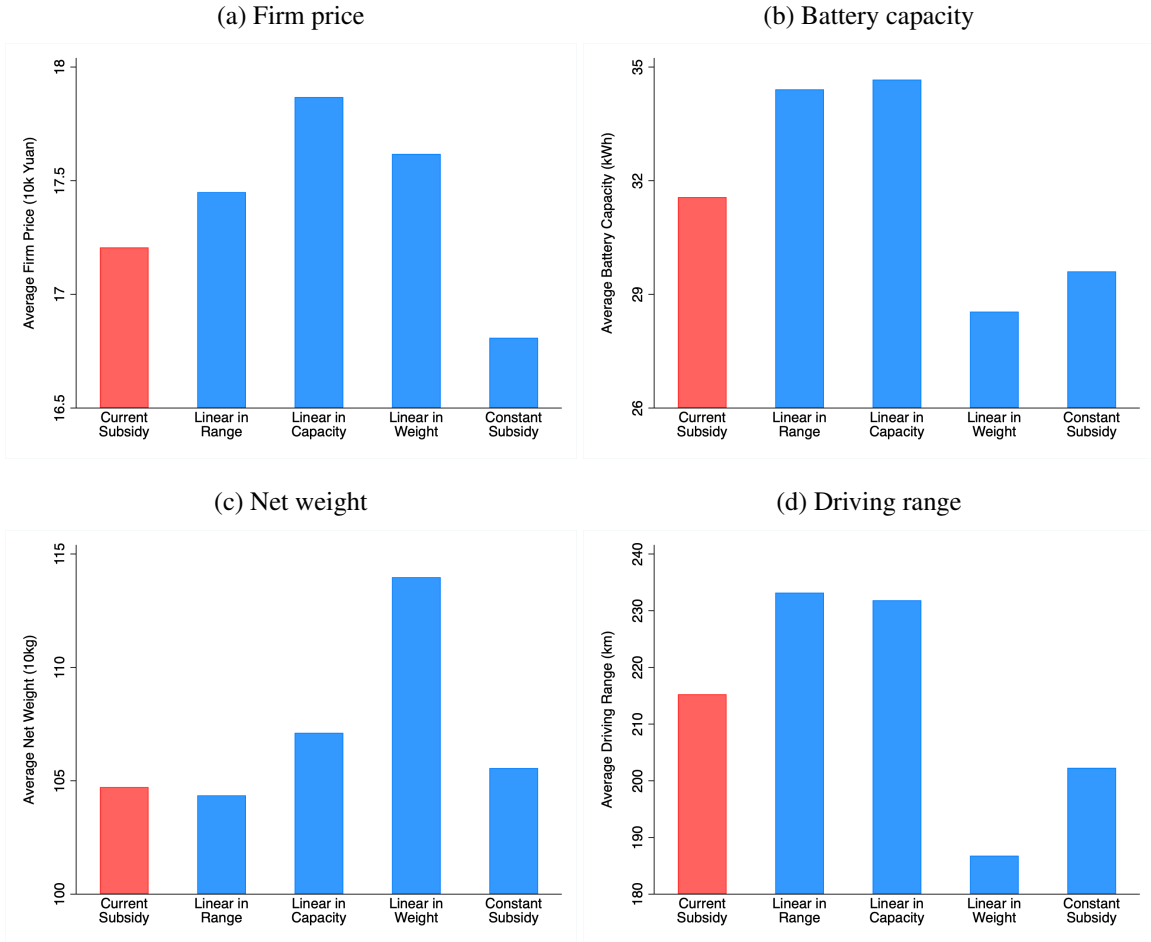 (a) Firm price
Average Firm Price (10k Yuan)
18
17.5
17
16.5
Current Subsidy
Linear in Range
Linear in Capacity
Linear in Weight
Constant Subsidy
(b) Battery capacity
Average Battery Capacity (kWh)
35
32
29
26
Current Subsidy
Linear in Range
Linear in Capacity
Linear in Weight
Constant Subsidy
(c) Net weight
Average Net Weight (10kg)
115
110
105
100
Current Subsidy
Linear in Range
Linear in Capacity
Linear in Weight
Constant Subsidy
(d) Driving range
Average Driving Range (km)
240
230
220
210
200
190
180
Current Subsidy
Linear in Range
Linear in Capacity
Linear in Weight
Constant Subsidy